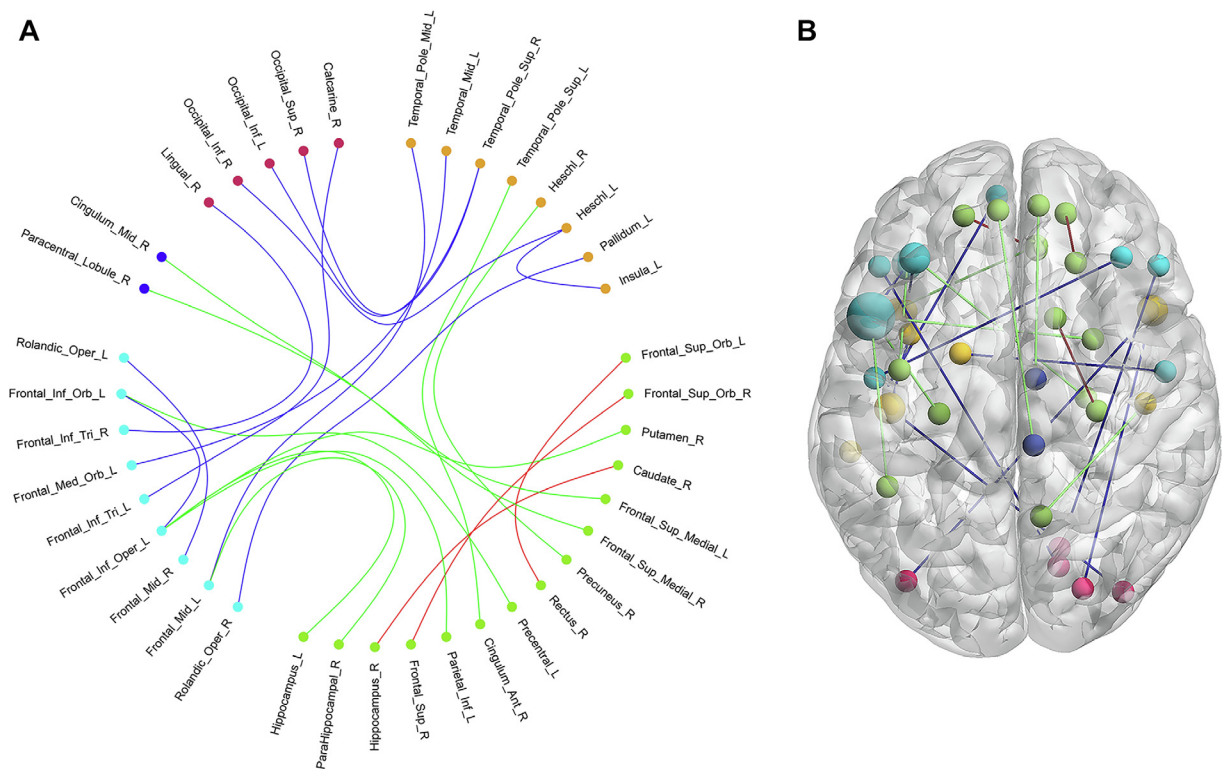 A
B
Paracentral_Lobule_R
Cingulum_Mid_R
Lingual_R
Occipital_Inf_R
Occipital_Inf_L
Occipital_Sup_R
Calcarine_R
Temporal_Pole_Mid_L
Temporal_Mid_L
Temporal_Pole_Sup_R
Temporal_Pole_Sup_L
Heschl_R
Heschl_L
Pallidum_L
Insula_L
Frontal_Sup_Orb_L
Frontal_Sup_Orb_R
Putamen_R
Caudate_R
Frontal_Sup_Medial_L
Frontal_Sup_Medial_R
Precuneus_R
Rectus_R
Precentral_L
Cingulum_Ant_R
Parietal_Inf_L
Frontal_Sup_R
Hippocampus_R
ParaHippocampal_R
Hippocampus_L
Rolandic_Oper_R
Frontal_Mid_L
Frontal_Mid_R
Frontal_Inf_Oper_L
Frontal_Inf_Tri_L
Frontal_Med_Orb_L
Frontal_Inf_Tri_R
Frontal_Inf_Orb_L
Rolandic_Oper_L